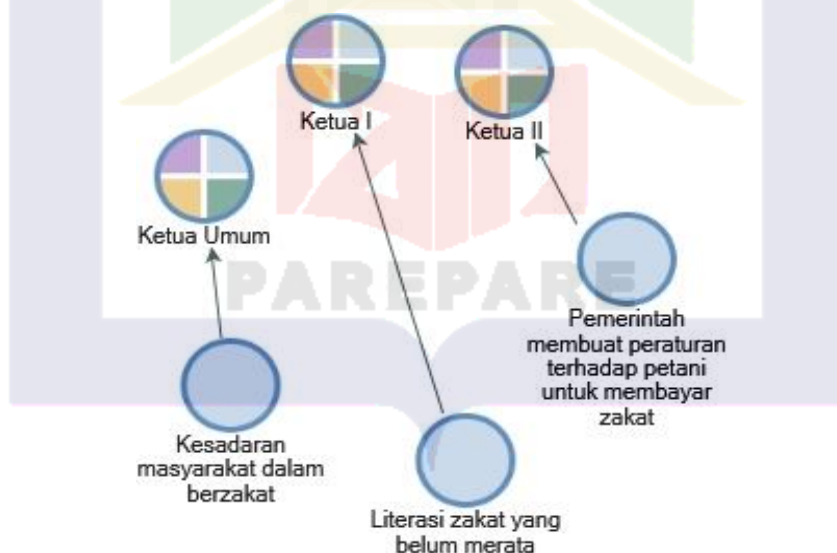 Ketua I
Ketua II
Ketua Umum
PAREPARE
Pemerintah
membuat peraturan
terhadap petani
untuk membayar
zakat
Kesadaran
masyarakat dalam
berzakat
Literasi zakat yang
belum merata